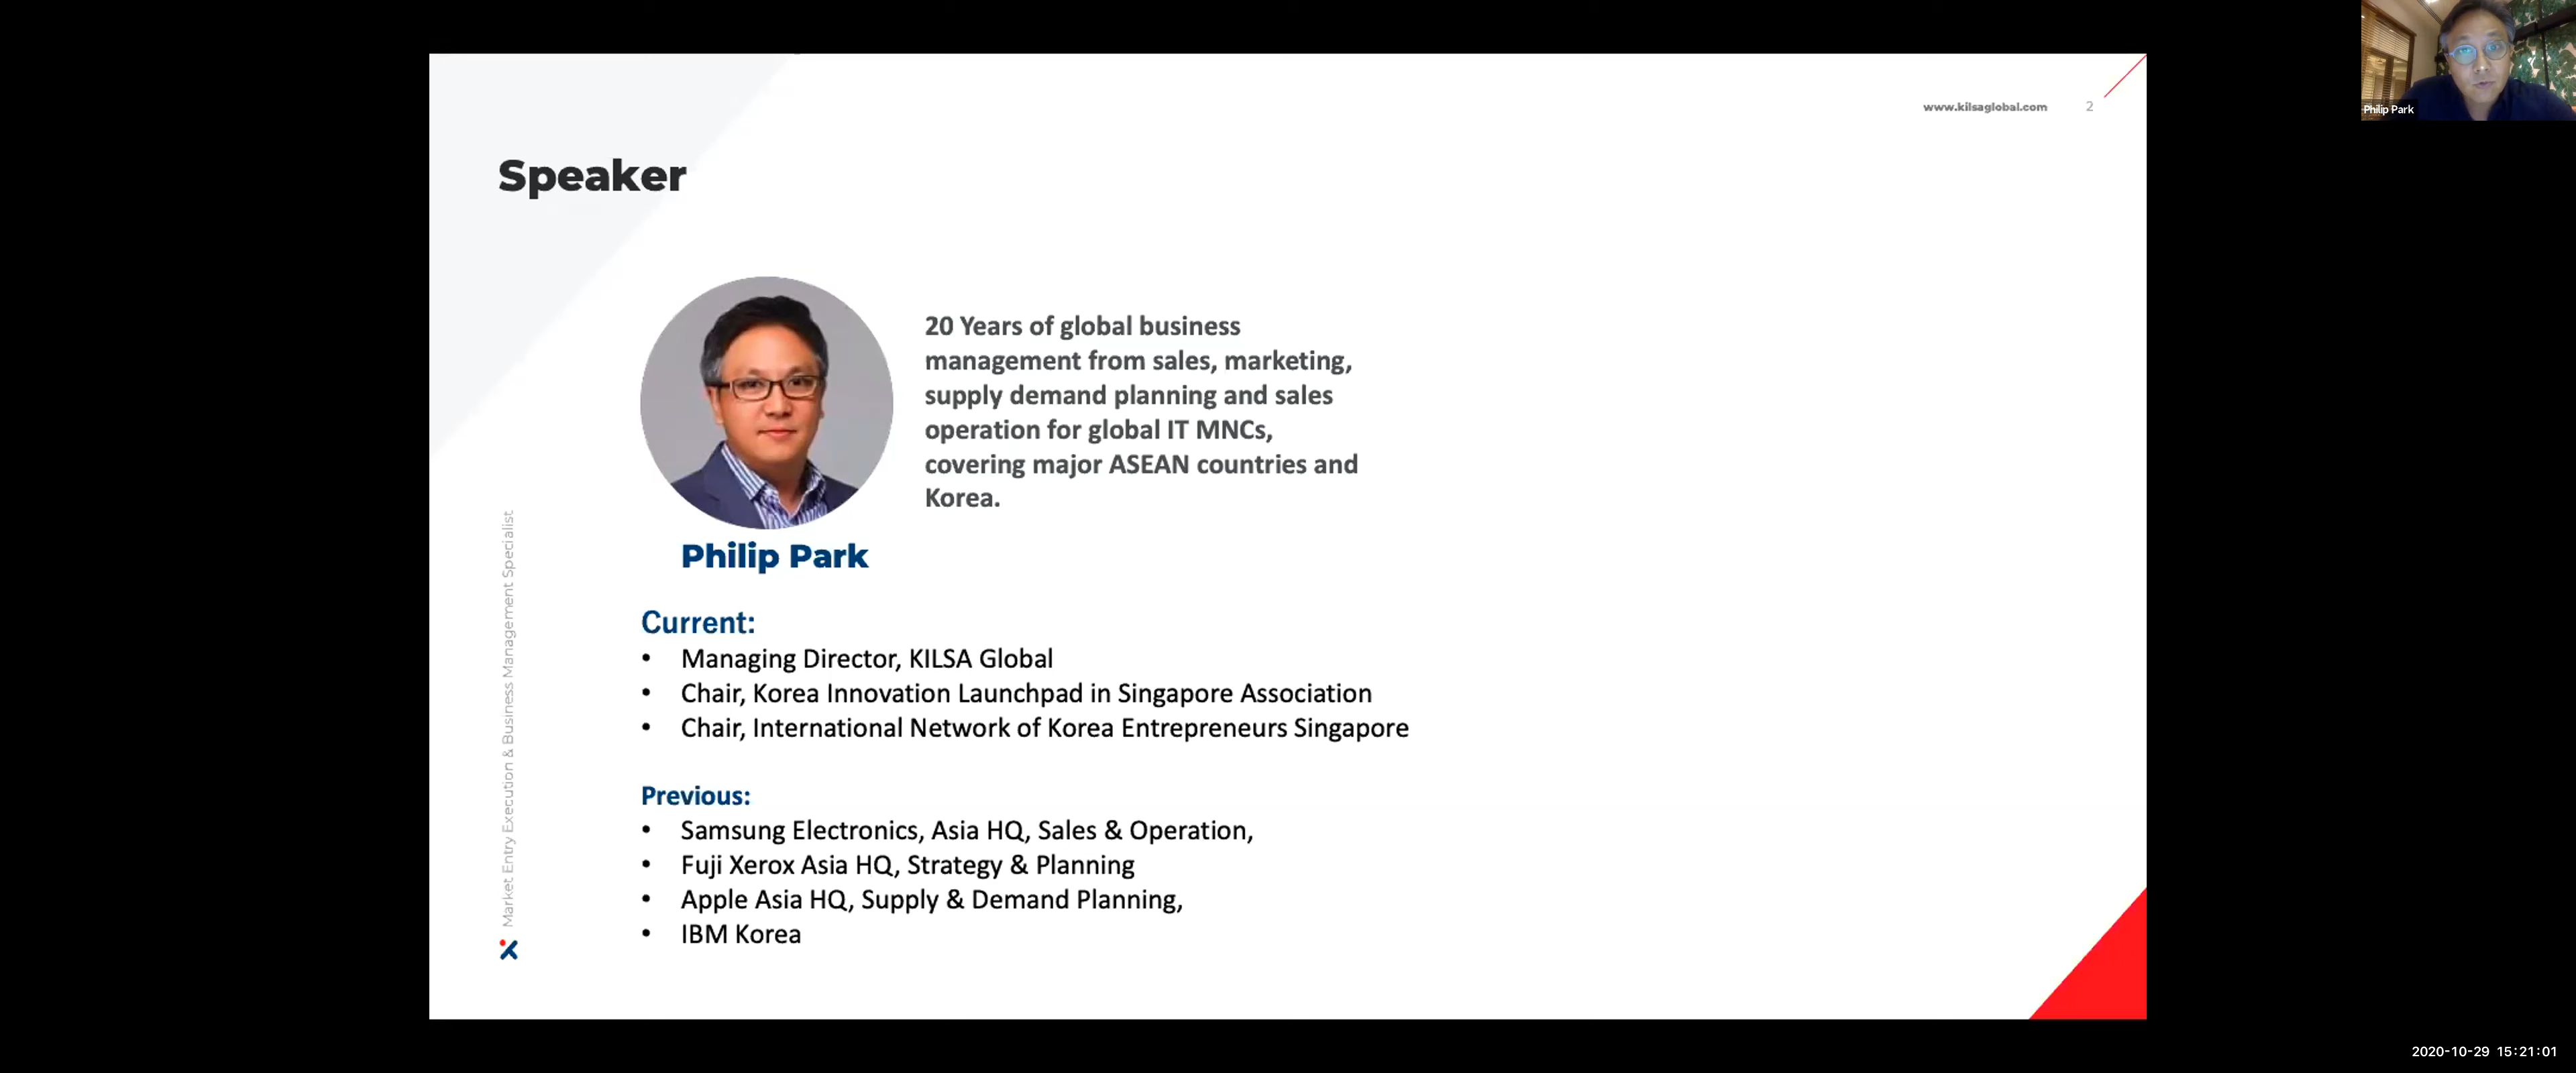 www.kilsaglobal.com 2
Philip Park
Speaker
20 Years of global business
management from sales, marketing,
supply demand planning and sales
operation for global IT MNCs,
covering major ASEAN countries and
Korea.
Philip Park
Current:
• Managing Director, KILSA Global
• Chair, Korea Innovation Launchpad in Singapore Association
• Chair, International Network of Korea Entrepreneurs Singapore
Previous:
• Samsung Electronics, Asia HQ, Sales & Operation,
• Fuji Xerox Asia HQ, Strategy & Planning
• Apple Asia HQ, Supply & Demand Planning,
• IBM Korea
Market Entry Execution & Business Management Specialist
2020-10-29 15:21:01